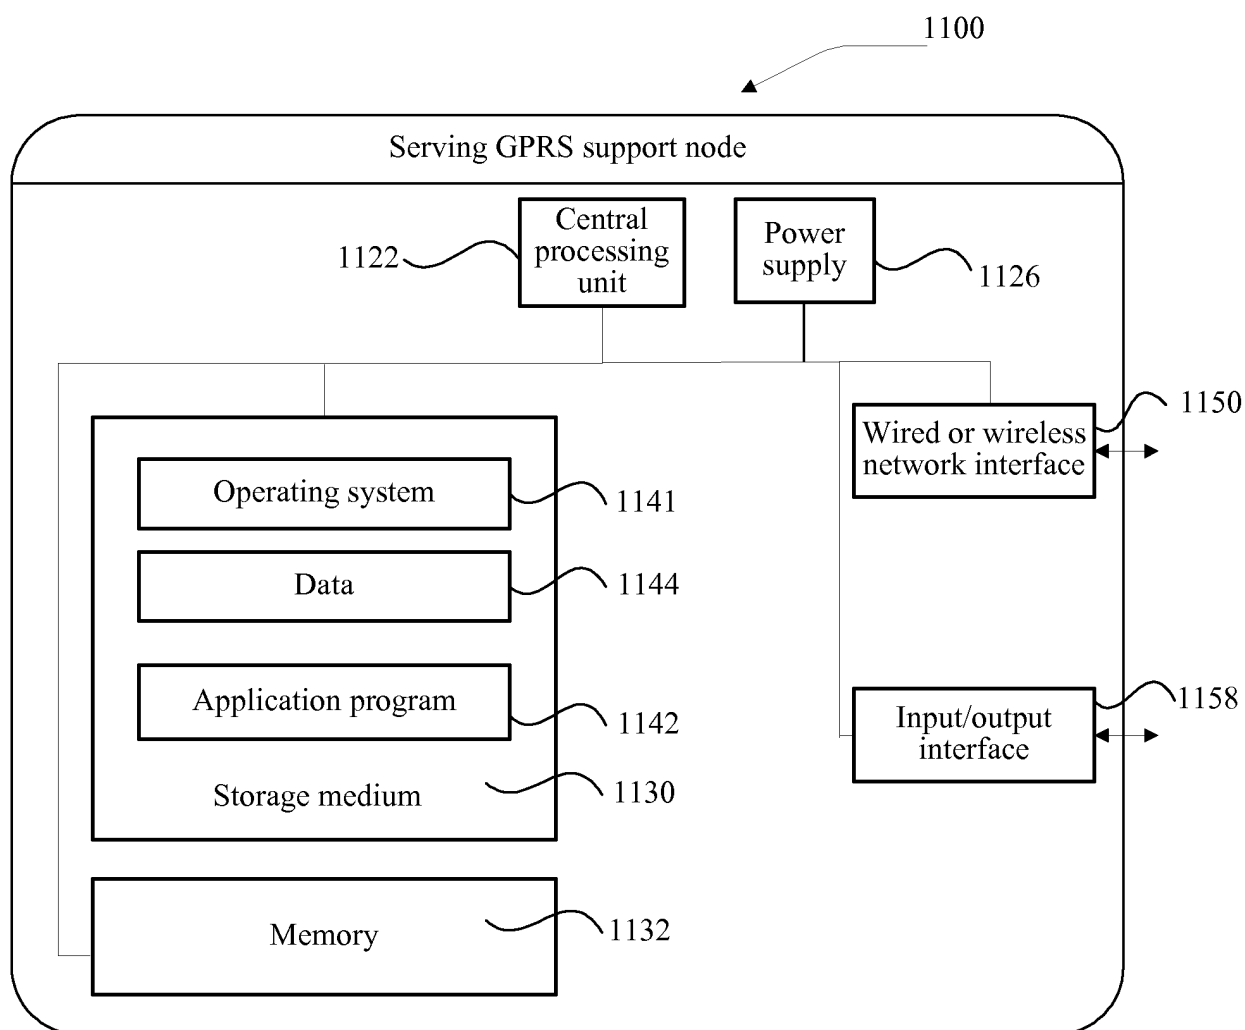 1100
Serving GPRS support node
Central
processing
unit
1122
Power
supply
1126
Wired or wireless
network interface
1150
Operating system
1141
Data
1144
Application program
1142
Storage medium
1130
Input/output
interface
1158
Memory
1132